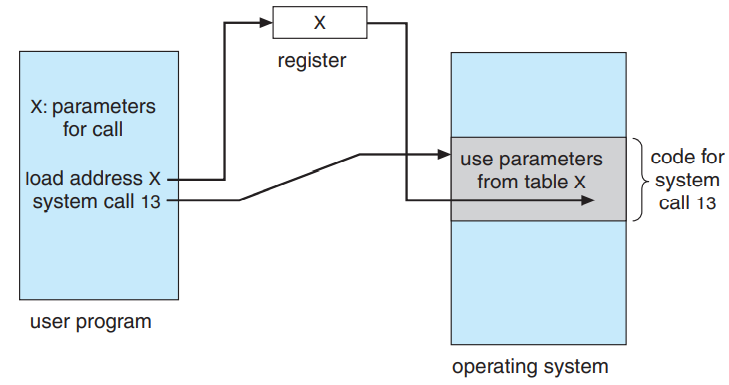 X
register
X: parameters
for call
load address X
system call 13
use parameters
from table X
code for
system
call 13
user program
operating system